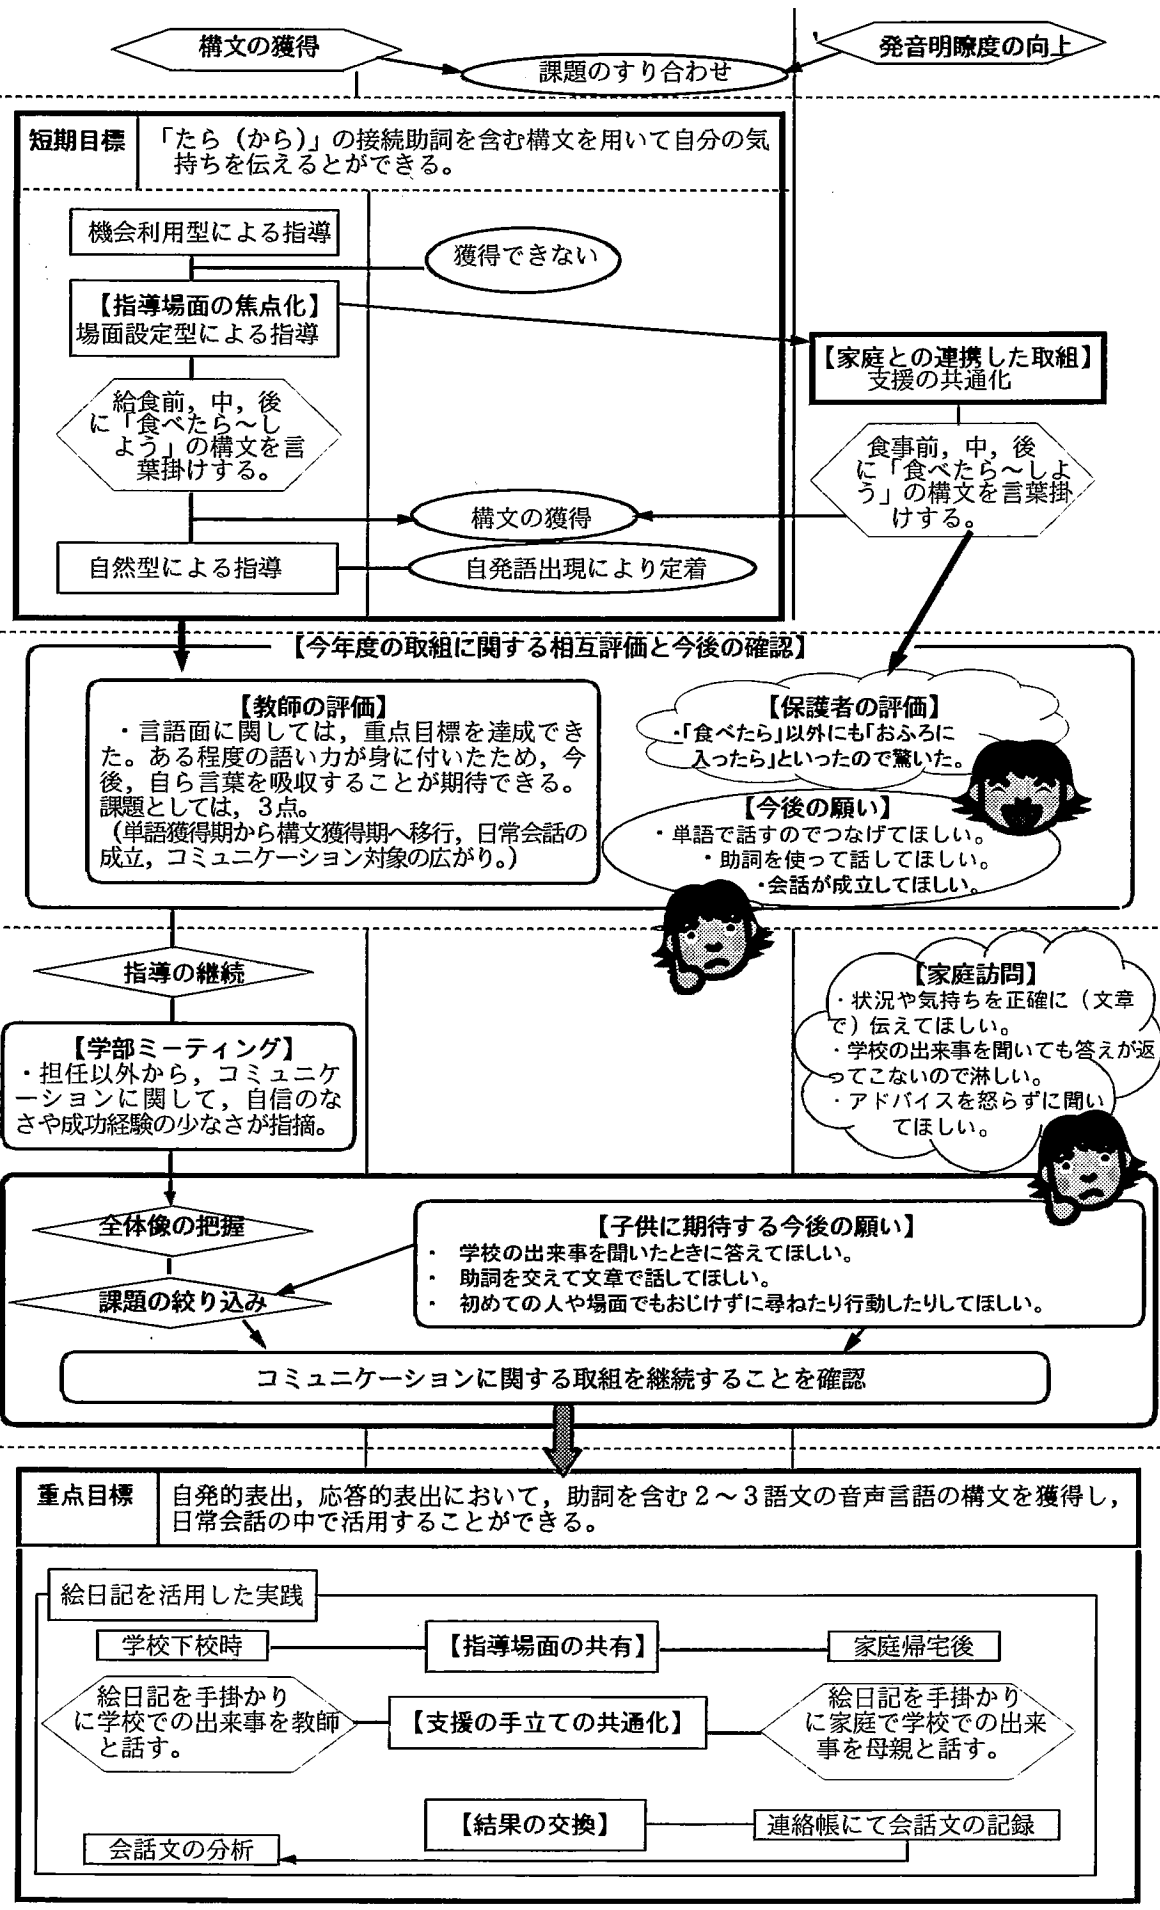 構文の獲得
発音明瞭度の向上
課題のすり合わせ
短期目標
「たら（から）」の接続助詞を含む構文を用いて自分の気
持ちを伝えるとができる。
機会利用型による指導
獲得できない
【指導場面の焦点化】
場面設定型による指導
【家庭との連携した取組】
支援の共通化
給食前，中，後
に「食べたら～し
よう」の構文を言
葉掛けする。
食事前，中，後
に「食べたら～しよ
う」の構文を言葉掛
けする。
構文の獲得
自然型による指導
自発語出現により定着
【今年度の取組に関する相互評価と今後の確認】
【教師の評価】
・言語面に関しては，重点目標を達成でき
た。ある程度の語い力が身に付いたため，今
後，自ら言葉を吸収することが期待できる。
課題としては，３点。
（単語獲得期から構文獲得期へ移行，日常会話の
成立，コミュニケーション対象の広がり。）
【保護者の評価】
・「食べたら」以外にも「おふろに
入ったら」といったので驚いた。
【今後の願い】
・単語で話すのでつなげてほしい。
・助詞を使って話してほしい。
・会話が成立してほしい。
指導の継続
【学部ミーティング】
・担任以外から，コミュニケ
ーションに関して，自信のな
さや成功経験の少なさが指摘。
【家庭訪問】
・状況や気持ちを正確に（文章
で）伝えてほしい。
・学校の出来事を聞いても答えが返
ってこないので淋しい。
・アドバイスを怒らずに聞い
てほしい。
全体像の把握
課題の絞り込み
【子供に期待する今後の願い】
・ 学校の出来事を聞いたときに答えてほしい。
・ 助詞を交えて文章で話してほしい。
・ 初めての人や場面でもおじけずに尋ねたり行動したりしてほしい。
コミュニケーションに関する取組を継続することを確認
重点目標
自発的表出，応答的表出において，助詞を含む２～３語文の音声言語の構文を獲得し，
日常会話の中で活用することができる。
絵日記を活用した実践
学校下校時
【指導場面の共有】
家庭帰宅後
絵日記を手掛かり
に学校での出来事を教師
と話す。
【支援の手立ての共通化】
絵日記を手掛かり
に家庭で学校での出来
事を母親と話す。
【結果の交換】
連絡帳にて会話文の記録
会話文の分析